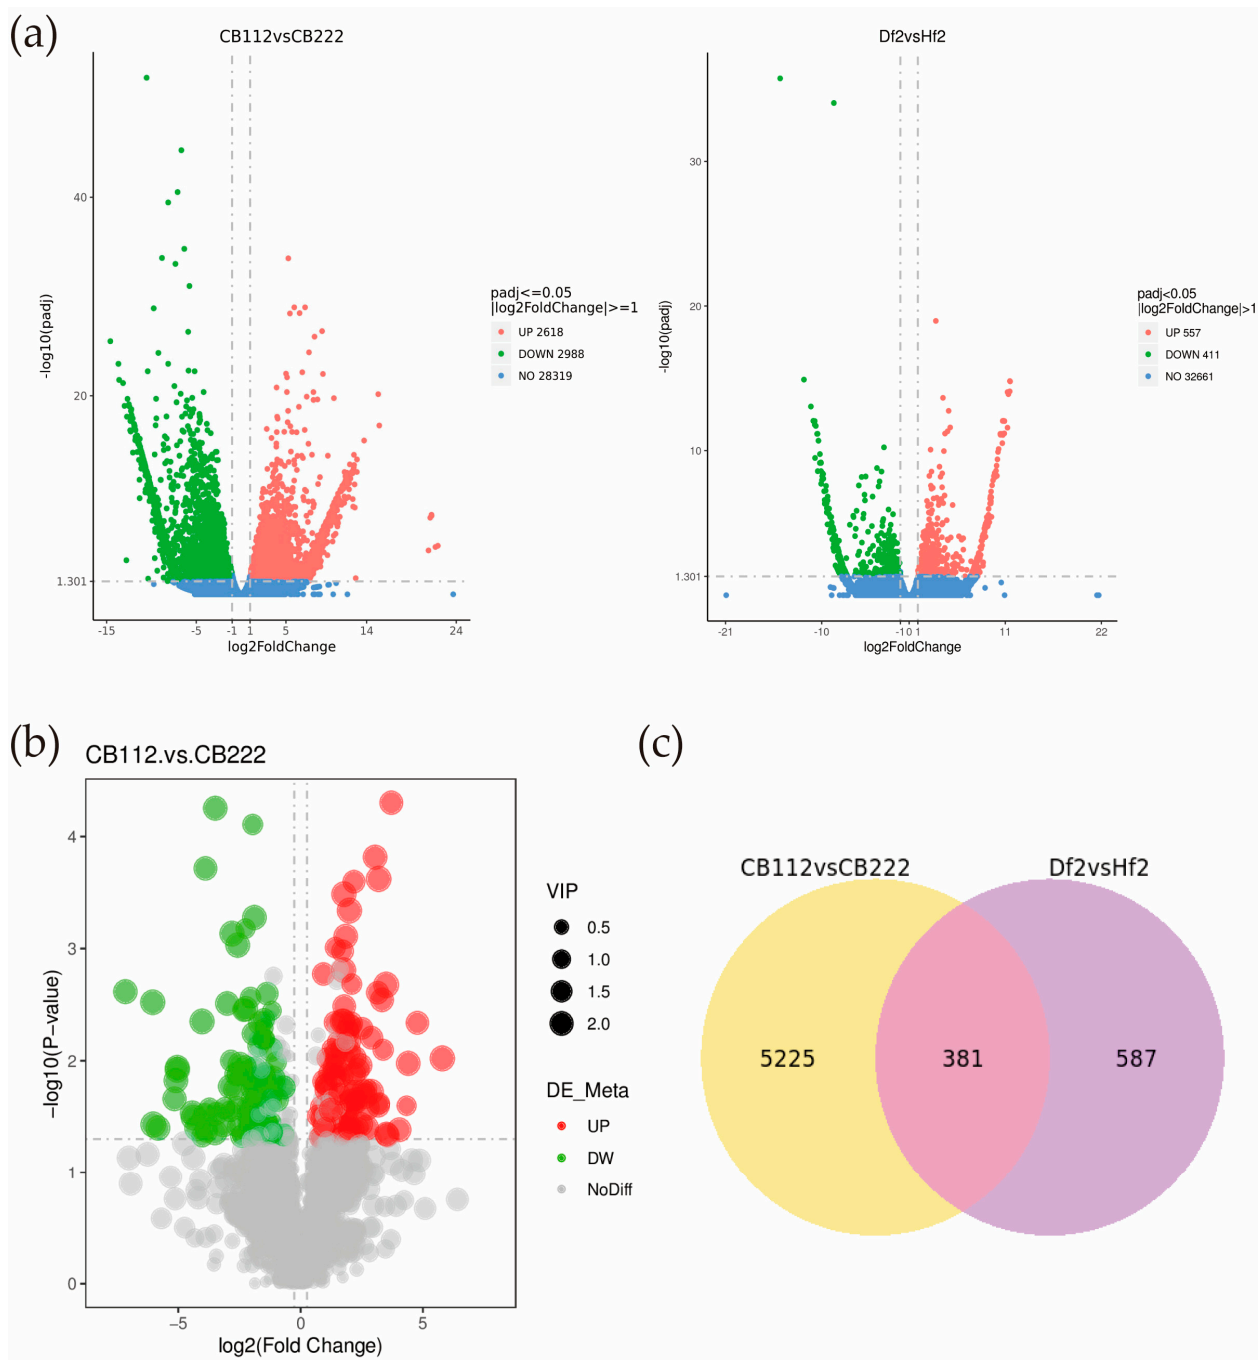 (a)
CB112vsCB222
-log10(padj)
40
20
1.301
-15 -5 -1 1 5 14 24
log2FoldChange
padj<=0.05
|log2FoldChange|>=1
UP 2618
DOWN 2988
NO 28319
Df2vsHf2
-log10(padj)
30
20
10
1.301
-21 -10 -1 0 1 11 22
log2FoldChange
padj<0.05
|log2FoldChange|>1
UP 557
DOWN 411
NO 32661
(b)
CB112.vs.CB222
−log10(P−value)
4
3
2
1
0
−5 0 5
log2(Fold Change)
VIP
0.5
1.0
1.5
2.0
DE_Meta
UP
DW
NoDiff
(c)
CB112vsCB222 Df2vsHf2
5225 381 587